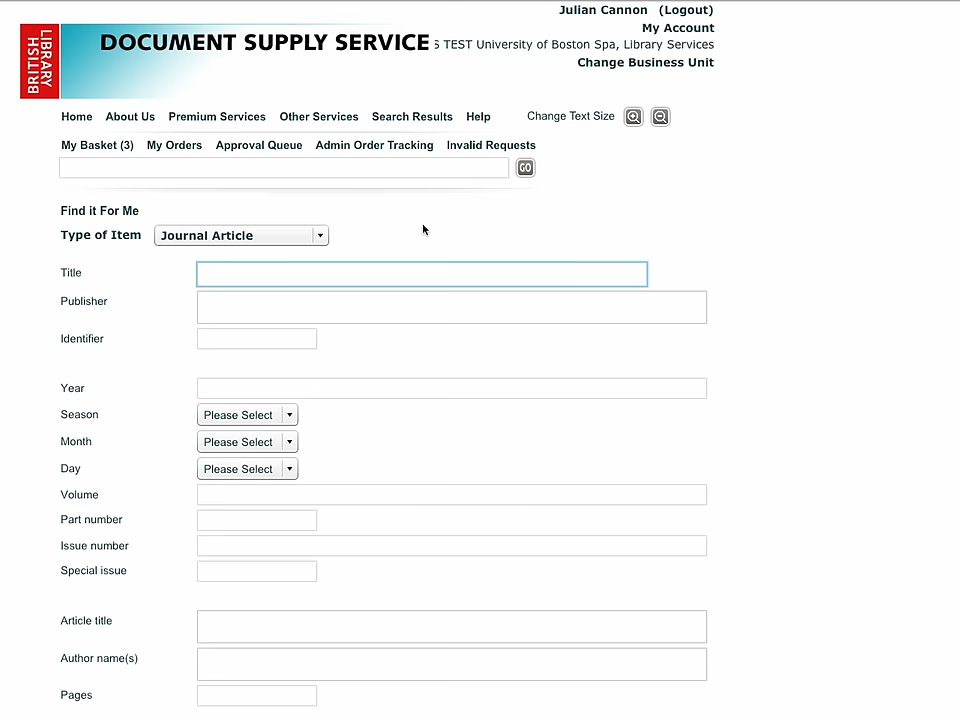 Julian Cannon (Logout)
My Account
TEST University of Boston Spa, Library Services
Change Business Unit
BRITISH
LIBRARY
DOCUMENT SUPPLY SERVICE
Home About Us Premium Services Other Services Search Results Help
Change Text Size
My Basket (3) My Orders Approval Queue Admin Order Tracking Invalid Requests
GO
Find it For Me
Type of Item Journal Article
Title
Publisher
Identifier
Year
Season Please Select
Month Please Select
Day Please Select
Volume
Part number
Issue number
Special issue
Article title
Author name(s)
Pages